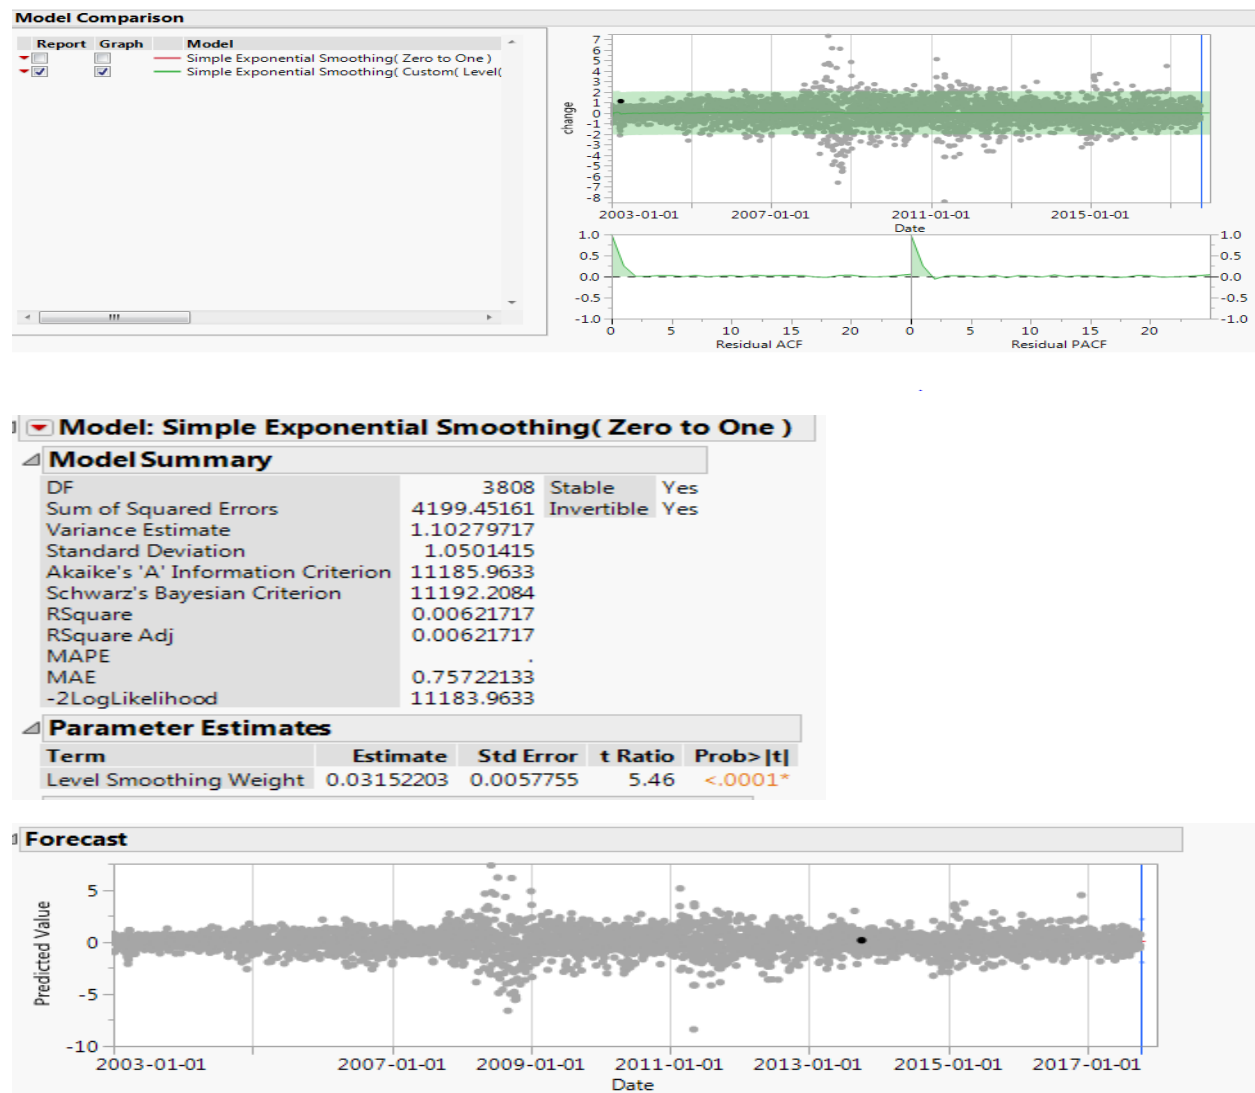 Model Comparison
Report Graph Model
Simple Exponential Smoothing( Zero to One )
Simple Exponential Smoothing( Custom( Level(
change
7
6
5
4
3
2
1
0
-1
-2
-3
-4
-5
-6
-7
-8
2003-01-01 2007-01-01 2011-01-01 2015-01-01
Date
1.0 1.0
0.5 0.5
0.0 0.0
-0.5 -0.5
-1.0 -1.0
0 5 10 15 20 0 5 10 15 20
Residual ACF Residual PACF
Model: Simple Exponential Smoothing( Zero to One )
Model Summary
DF 3808 Stable Yes
Sum of Squared Errors 4199.45161 Invertible Yes
Variance Estimate 1.10279717
Standard Deviation 1.0501415
Akaike's 'A' Information Criterion 11185.9633
Schwarz's Bayesian Criterion 11192.2084
RSquare 0.00621717
RSquare Adj 0.00621717
MAPE .
MAE 0.75722133
-2LogLikelihood 11183.9633
Parameter Estimates
Term Estimate Std Error t Ratio Prob>|t|
Level Smoothing Weight 0.03152203 0.0057755 5.46 <.0001*
Forecast
Predicted Value
5
0
-5
-10
2003-01-01 2007-01-01 2009-01-01 2011-01-01 2013-01-01 2015-01-01 2017-01-01
Date